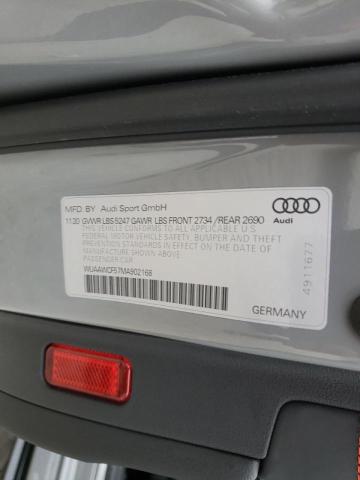 MFD. BY Audi Sport GmbH
11.20 GVWR LBS 5247 GAWR LBS FRONT 2734 /REAR 2690
THIS VEHICLE CONFORMS TO ALL APPLICABLE U.S.
FEDERAL MOTOR VEHICLE SAFETY, BUMPER AND THEFT
PREVENTION STANDARDS IN EFFECT ON THE DATE OF
MANUFACTURE SHOWN ABOVE.
PASSENGER CAR
WUAAWCF57MA902168
Audi
4911677
GERMANY